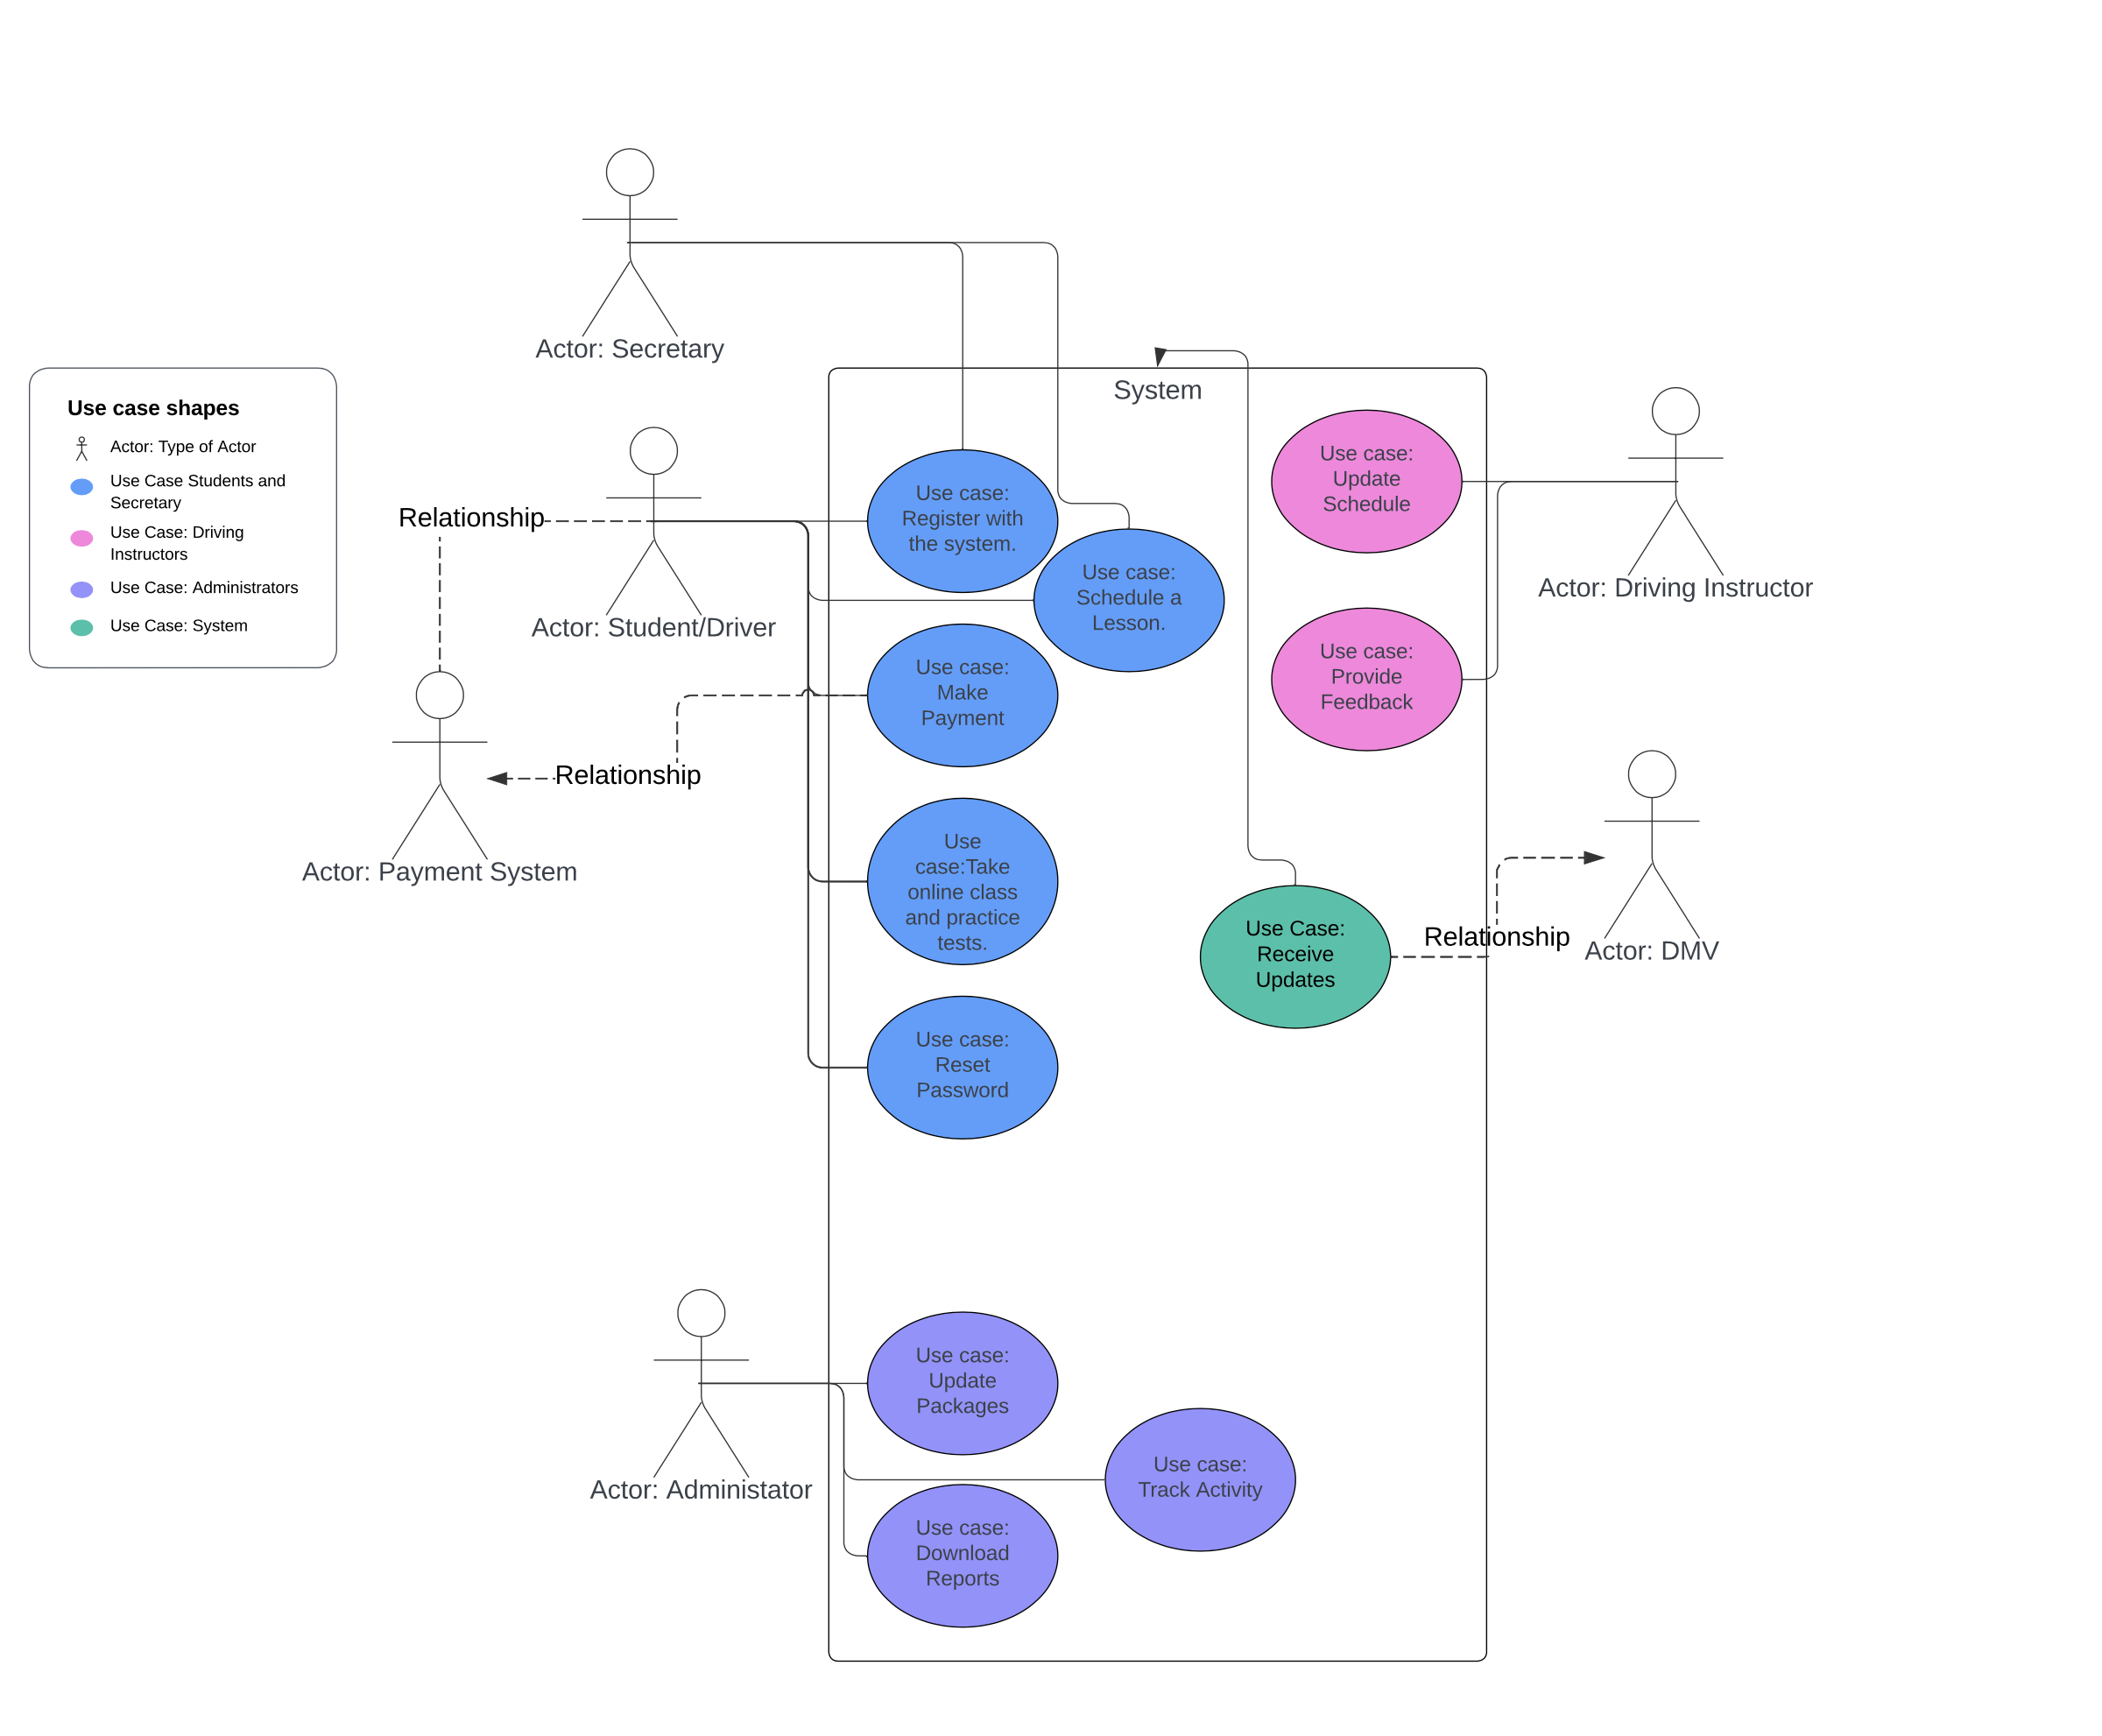 Actor: Secretary
Use case shapes
Actor: Type of Actor
Use Case Students and
Secretary
Use Case: Driving
Instructors
Use Case: Administrators
Use Case: System
System
Relationship
Actor: Student/Driver
Use case:
Register with
the system.
Use case:
Schedule a
Lesson.
Use case:
Update
Schedule
Actor: Driving Instructor
Use case:
Make
Payment
Use case:
Provide
Feedback
Relationship
Actor: Payment System
Use
case:Take
online class
and practice
tests.
Use Case:
Receive
Updates
Relationship
Actor: DMV
Use case:
Reset
Password
Use case:
Update
Packages
Actor: Administator
Use case:
Track Activity
Use case:
Download
Reports